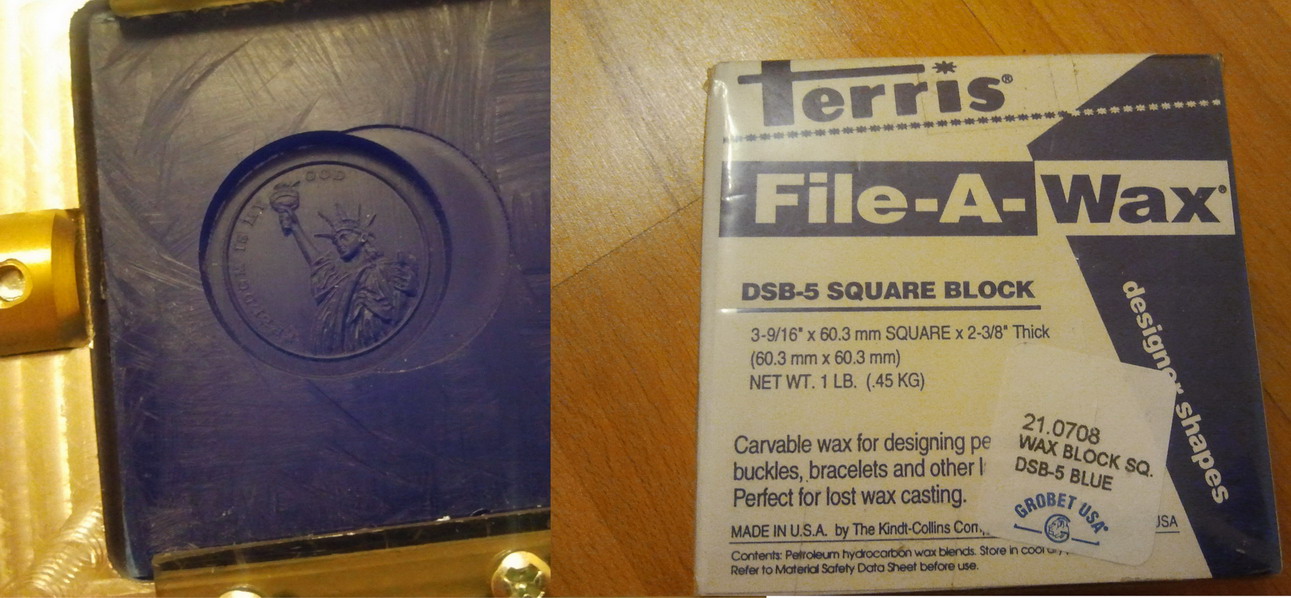 GOD
Ferris®
File-A-Wax®
DSB-5 SQUARE BLOCK
3-9/16" x 60.3 mm SQUARE x 2-3/8" Thick
(60.3 mm x 60.3 mm)
NET WT. 1 LB. (.45 KG)
designer shapes
Carvable wax for designing pe
buckles, bracelets and other l
Perfect for lost wax casting.
MADE IN U.S.A. by The Kindt-Collins Com
USA
Contents: Petroleum hydrocarbon wax blends. Store in cool
Refer to Material Safety Data Sheet before use.
21.0708
WAX BLOCK SQ.
DSB-5 BLUE
GROBET USA®